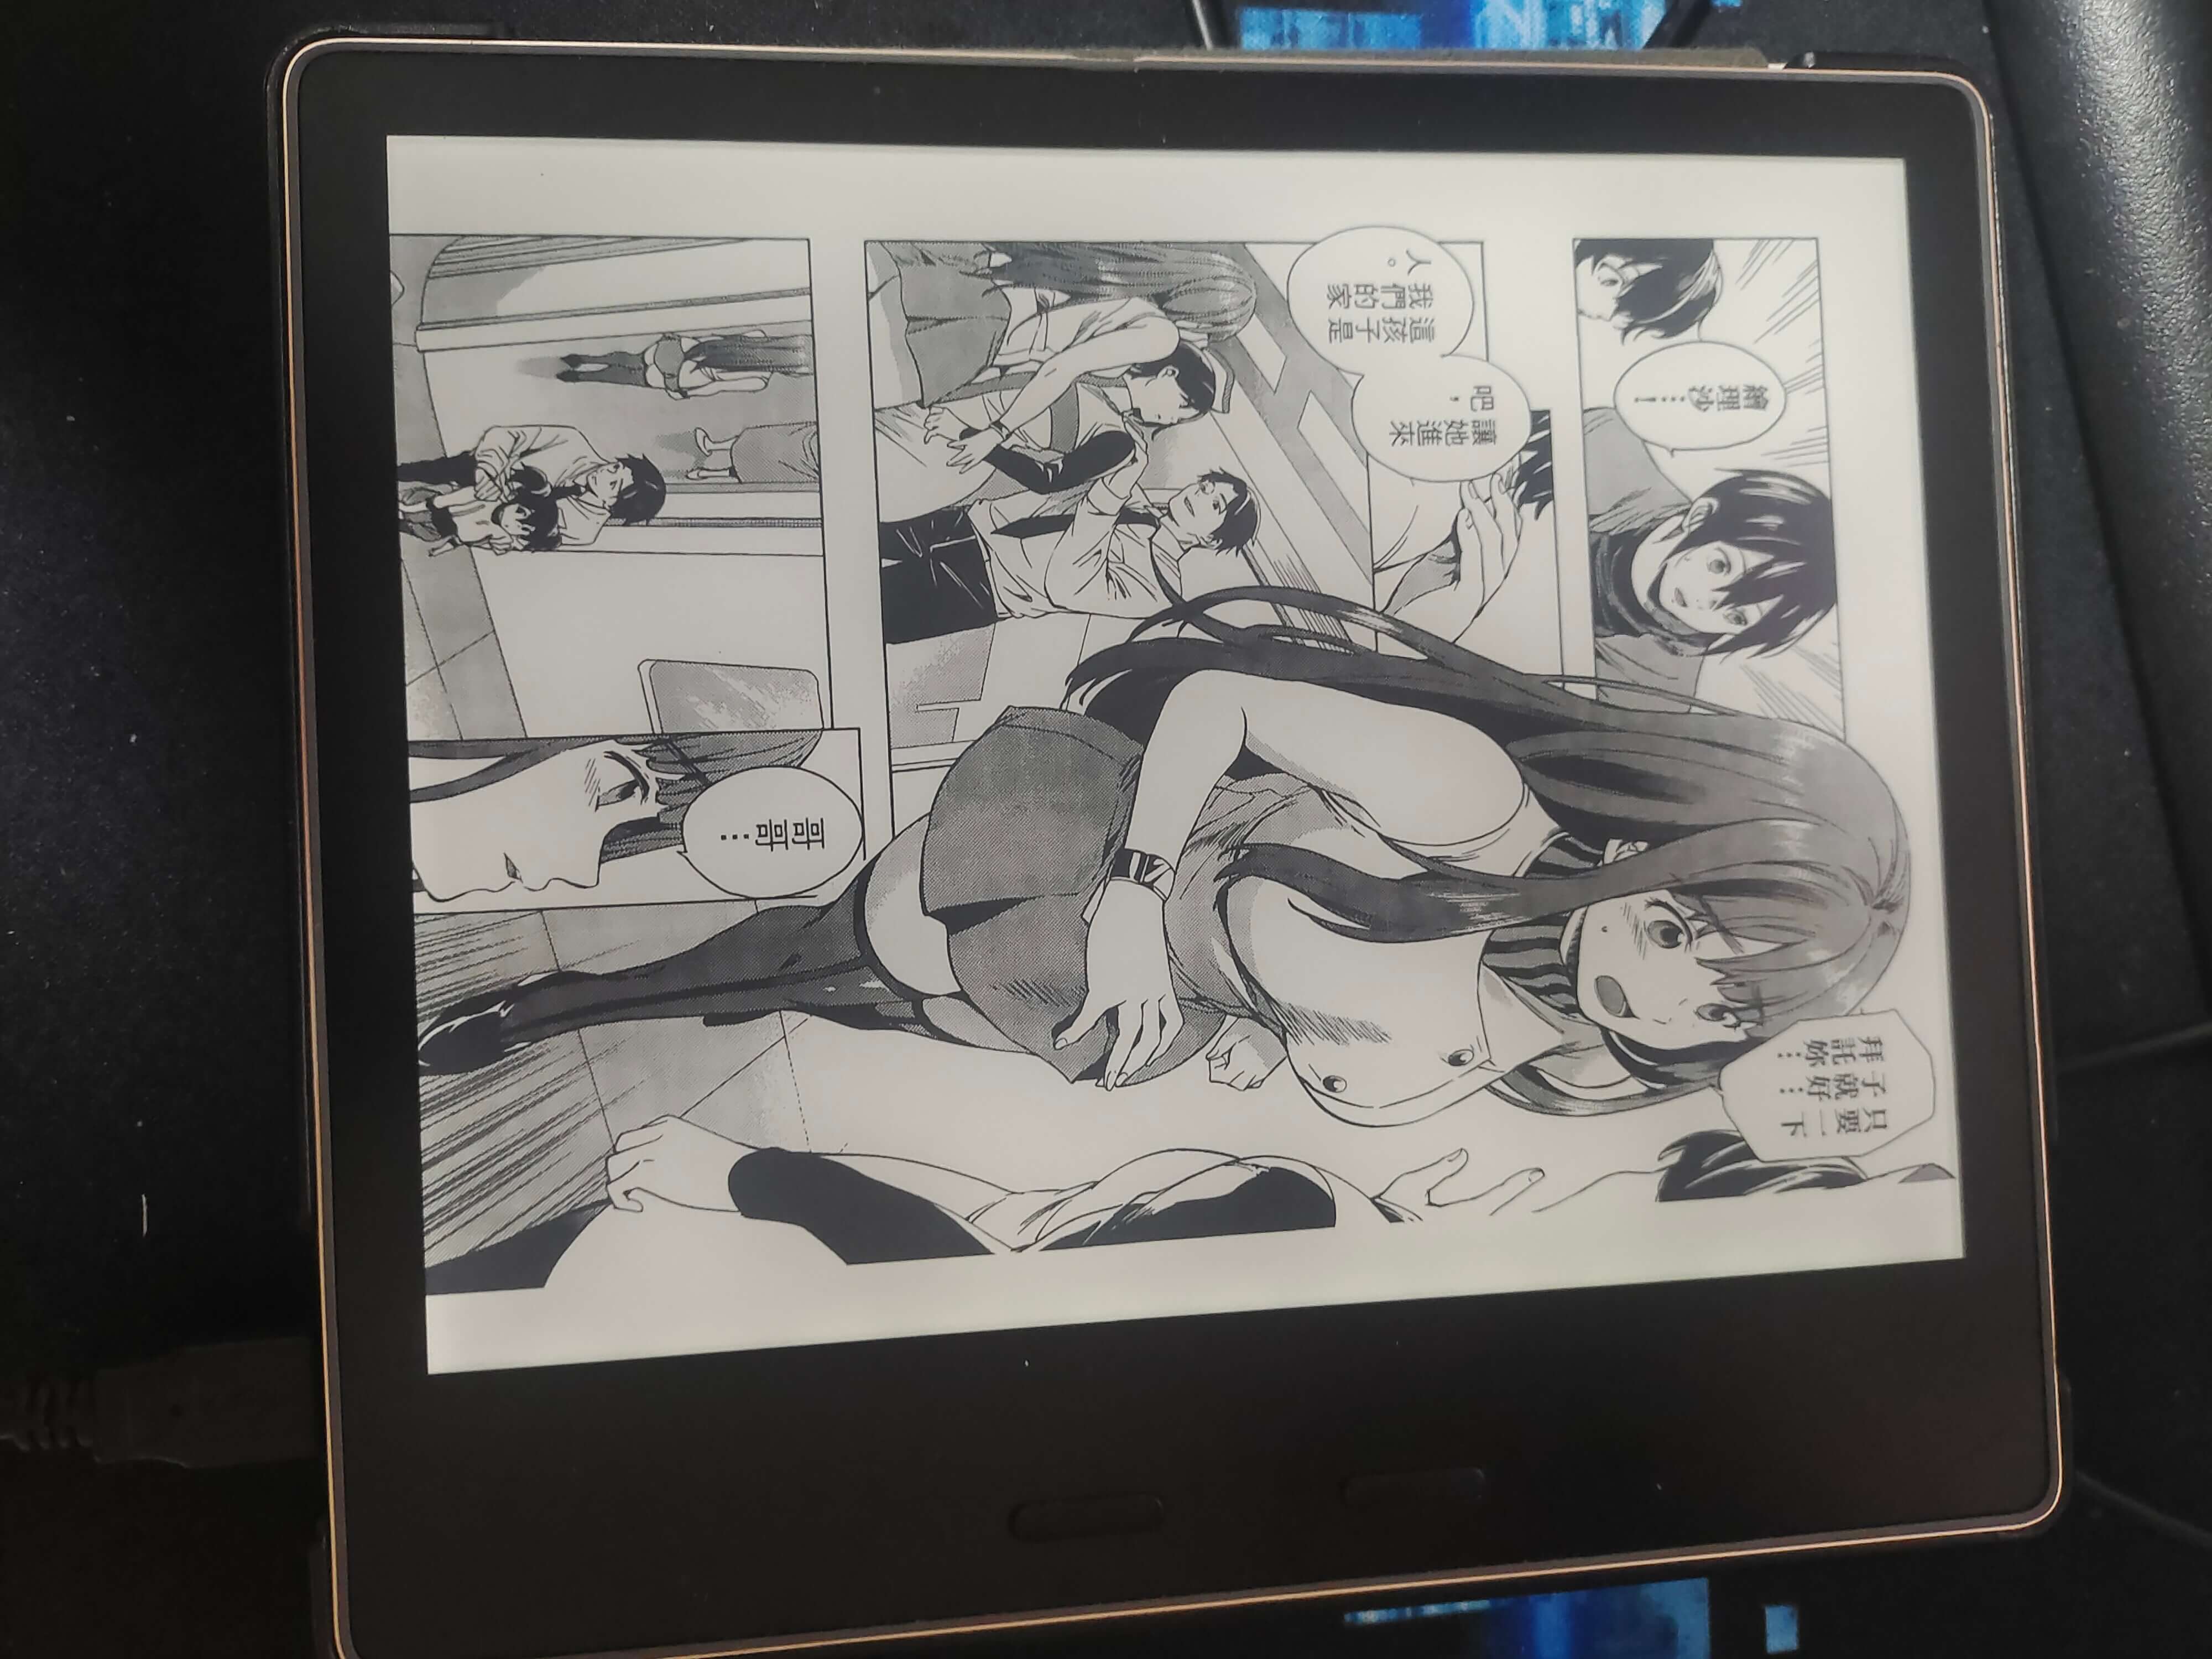 只要一下
子就好…
拜託妳…
繪理沙…！
讓她進來
吧！
這孩子是
我們的家
人。
哥哥…